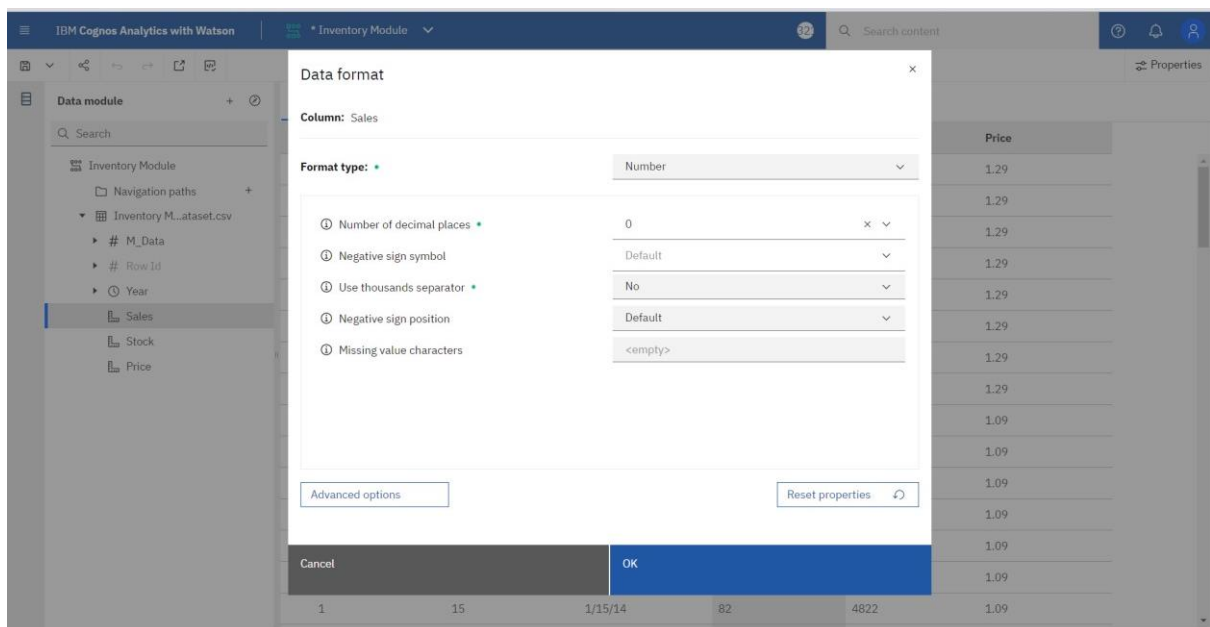 IBM Cognos Analytics with Watson
* Inventory Module
32
Search content
Properties
Data module
Search
Inventory Module
Navigation paths
Inventory M...ataset.csv
# M_Data
# Row Id
Year
Sales
Stock
Price
Data format
Column: Sales
Format type:
Number
Number of decimal places
0
Negative sign symbol
Default
Use thousands separator
No
Negative sign position
Default
Missing value characters
<empty>
Advanced options
Reset properties
Cancel
OK
Price
1.29
1.29
1.29
1.29
1.29
1.29
1.29
1.29
1.09
1.09
1.09
1.09
1.09
1.09
1 15 1/15/14 82 4822 1.09